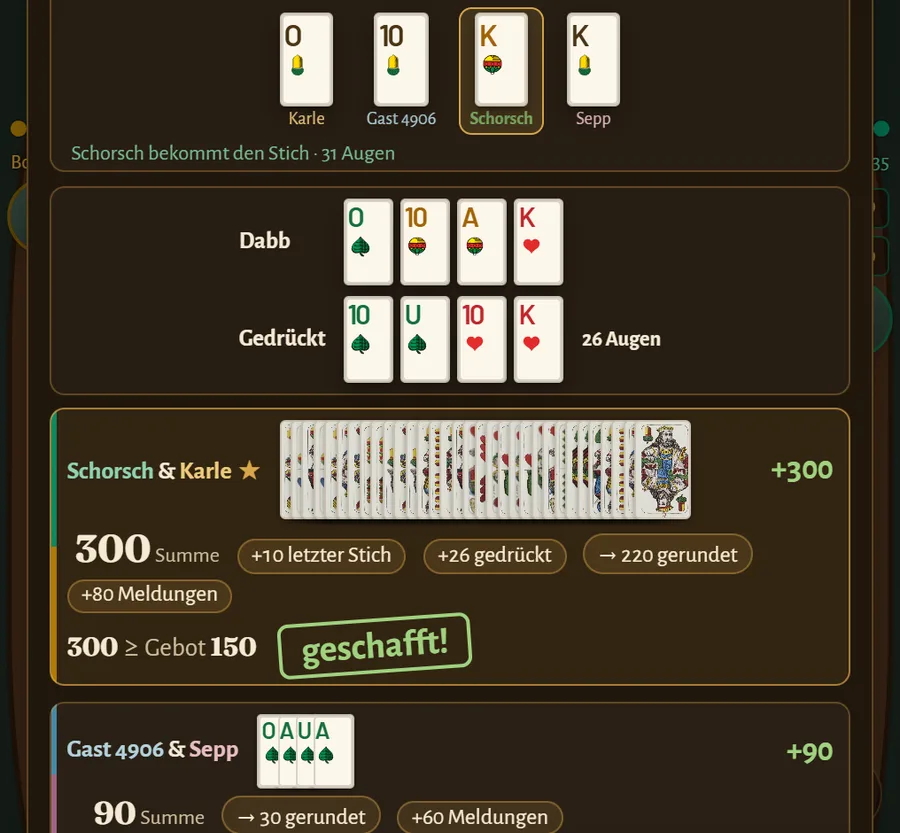 O 10 K K
Karle Gast 4906 Schorsch Sepp
Schorsch bekommt den Stich · 31 Augen
35
O 10 A K
Dabb
10 U 10 K
Gedrückt 26 Augen
Schorsch & Karle ★ +300
300 Summe +10 letzter Stich +26 gedrückt → 220 gerundet
+80 Meldungen
300 ≥ Gebot 150 geschafft!
O A U A
Gast 4906 & Sepp +90
90 Summe → 30 gerundet +60 Meldungen